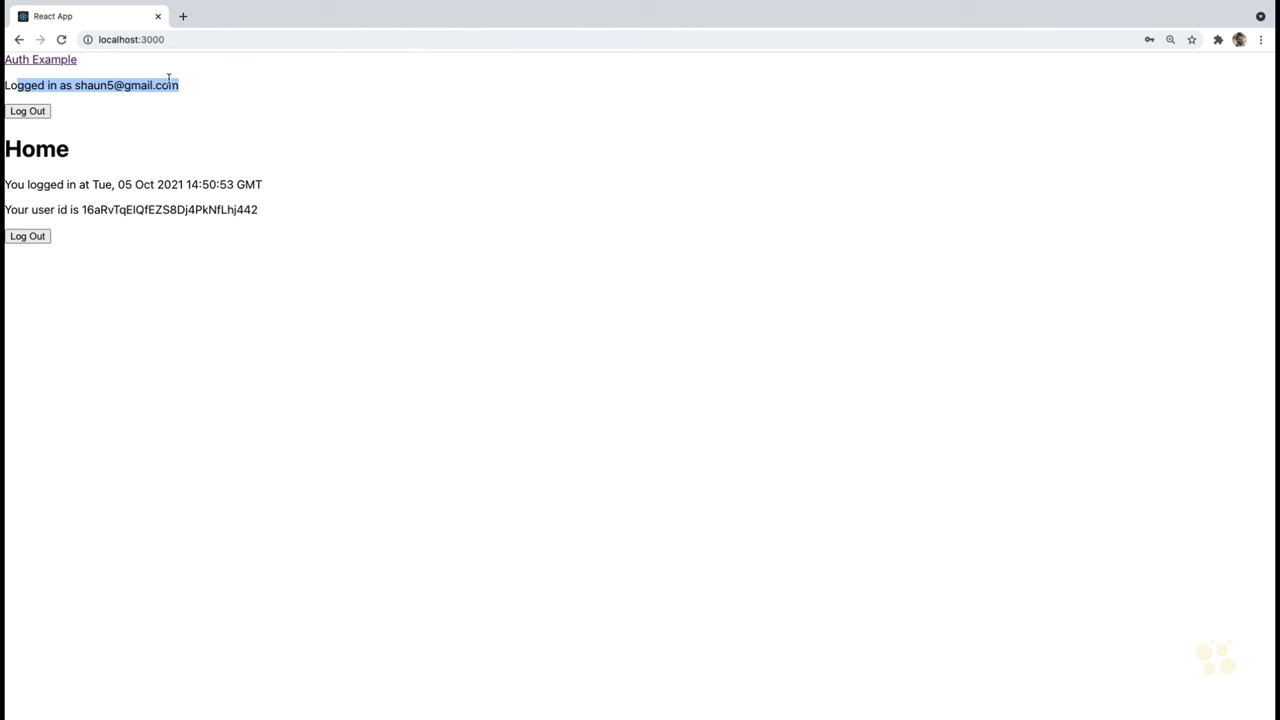 React App
localhost:3000
Auth Example
Logged in as shaun5@gmail.com
Log Out
Home
You logged in at Tue, 05 Oct 2021 14:50:53 GMT
Your user id is 16aRvTqElQfEZS8Dj4PkNfLhj442
Log Out